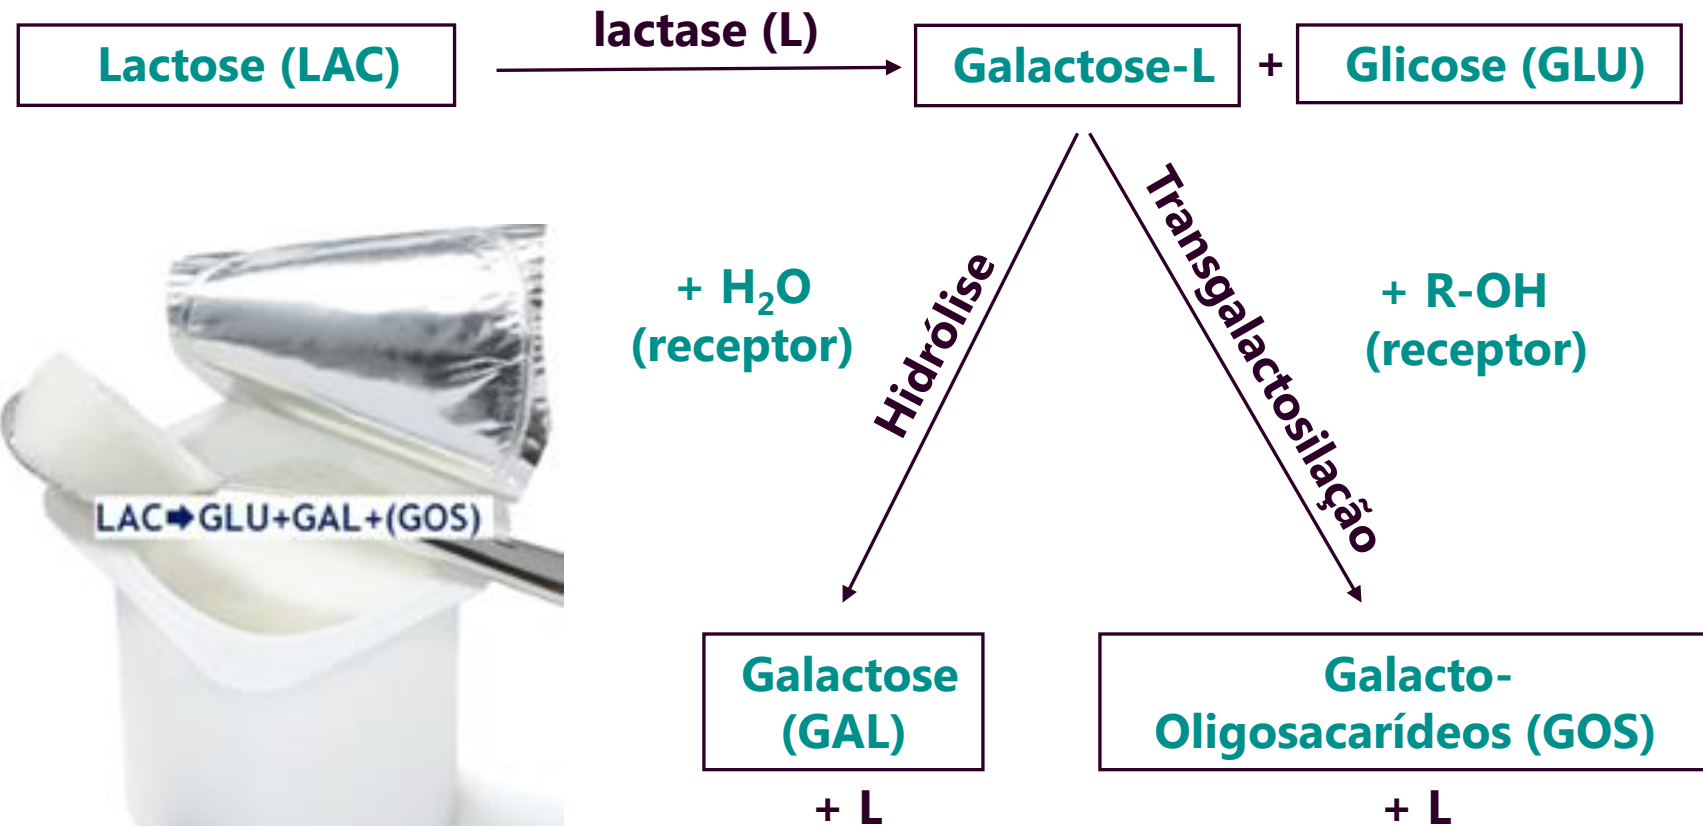 lactase (L)
Lactose (LAC)
Galactose-L
+
Glicose (GLU)
Hidrólise
Transgalactosilação
+ H₂O
(receptor)
+ R-OH
(receptor)
LAC➡GLU+GAL+(GOS)
Galactose
(GAL)
+ L
Galacto-
Oligosacarídeos (GOS)
+ L